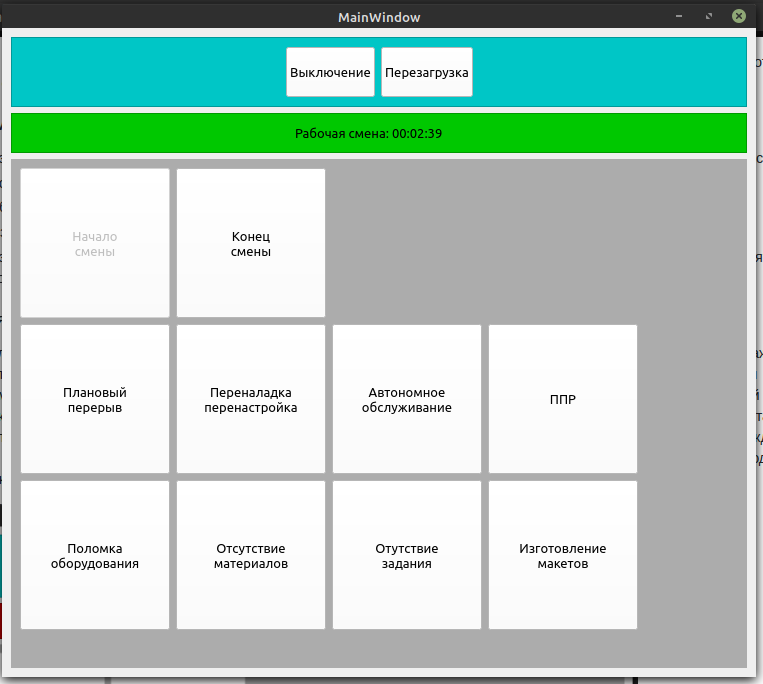 MainWindow
Выключение Перезагрузка
Рабочая смена: 00:02:39
Начало
смены
Конец
смены
Плановый
перерыв
Переналадка
перенастройка
Автономное
обслуживание
ППР
Поломка
оборудования
Отсутствие
материалов
Отутствие
задания
Изготовление
макетов